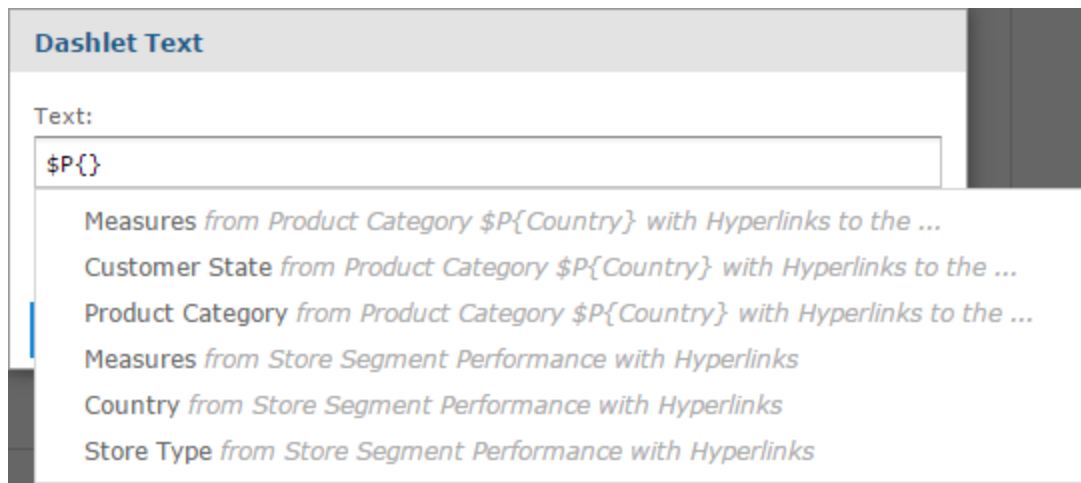 Dashlet Text
Text:
$P{}
Measures from Product Category $P{Country} with Hyperlinks to the ...
Customer State from Product Category $P{Country} with Hyperlinks to the ...
Product Category from Product Category $P{Country} with Hyperlinks to the ...
Measures from Store Segment Performance with Hyperlinks
Country from Store Segment Performance with Hyperlinks
Store Type from Store Segment Performance with Hyperlinks